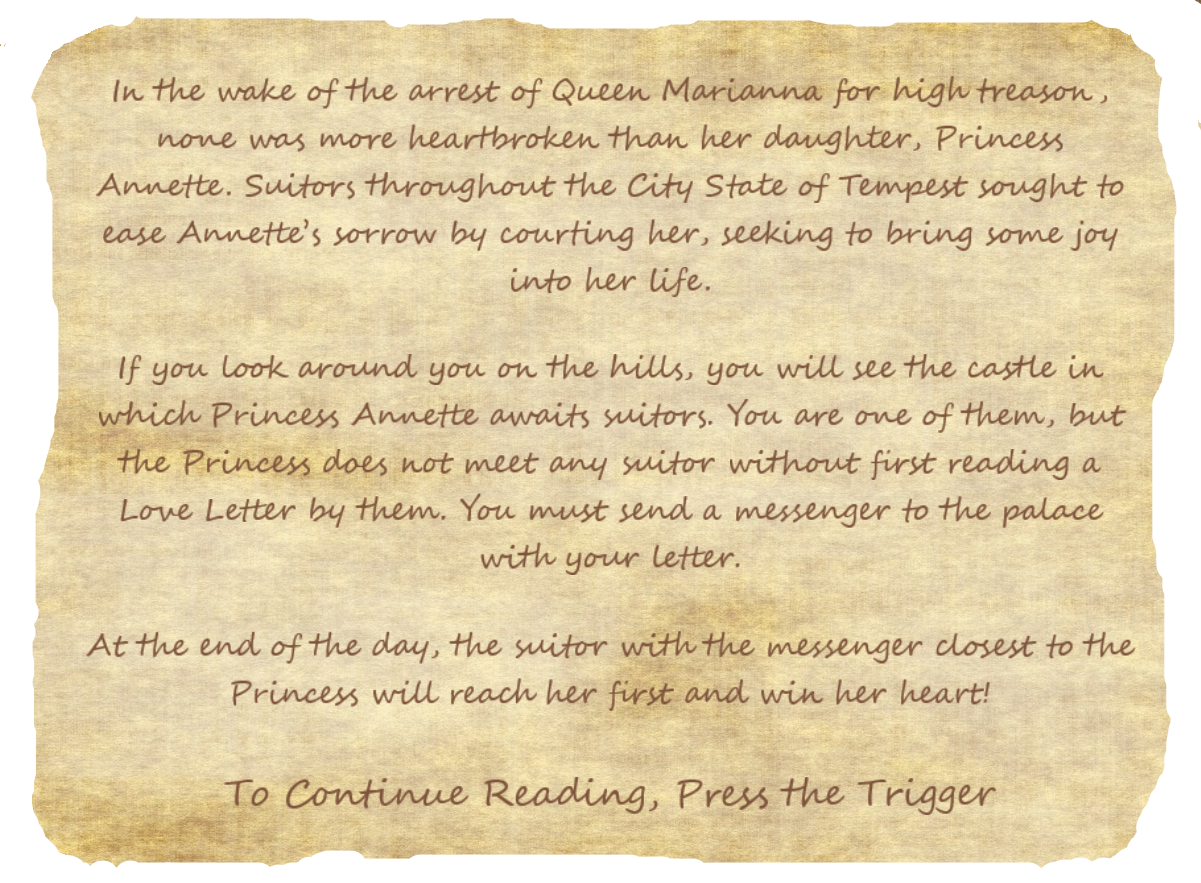 In the wake of the arrest of Queen Marianna for high treason,
none was more heartbroken than her daughter, Princess
Annette. Suitors throughout the City State of Tempest sought to
ease Annette's sorrow by courting her, seeking to bring some joy
into her life.
If you look around you on the hills, you will see the castle in
which Princess Annette awaits suitors. You are one of them, but
the Princess does not meet any suitor without first reading a
Love Letter by them. You must send a messenger to the palace
with your letter.
At the end of the day, the suitor with the messenger closest to the
Princess will reach her first and win her heart!
To Continue Reading, Press the Trigger